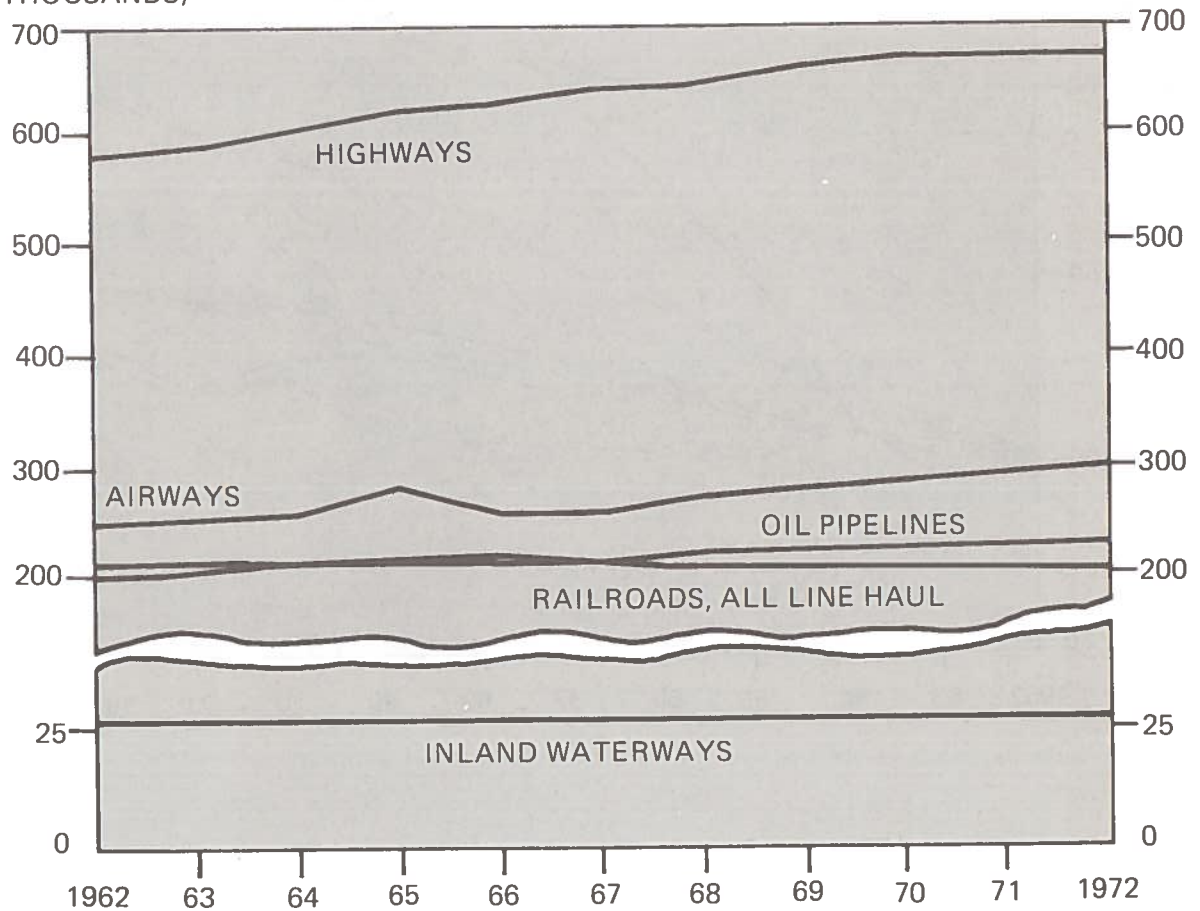 700 700
600 600
HIGHWAYS
500 500
400 400
300 300
AIRWAYS
OIL PIPELINES
200 200
RAILROADS, ALL LINE HAUL
25 25
INLAND WATERWAYS
0 0
1962 63 64 65 66 67 68 69 70 71 1972